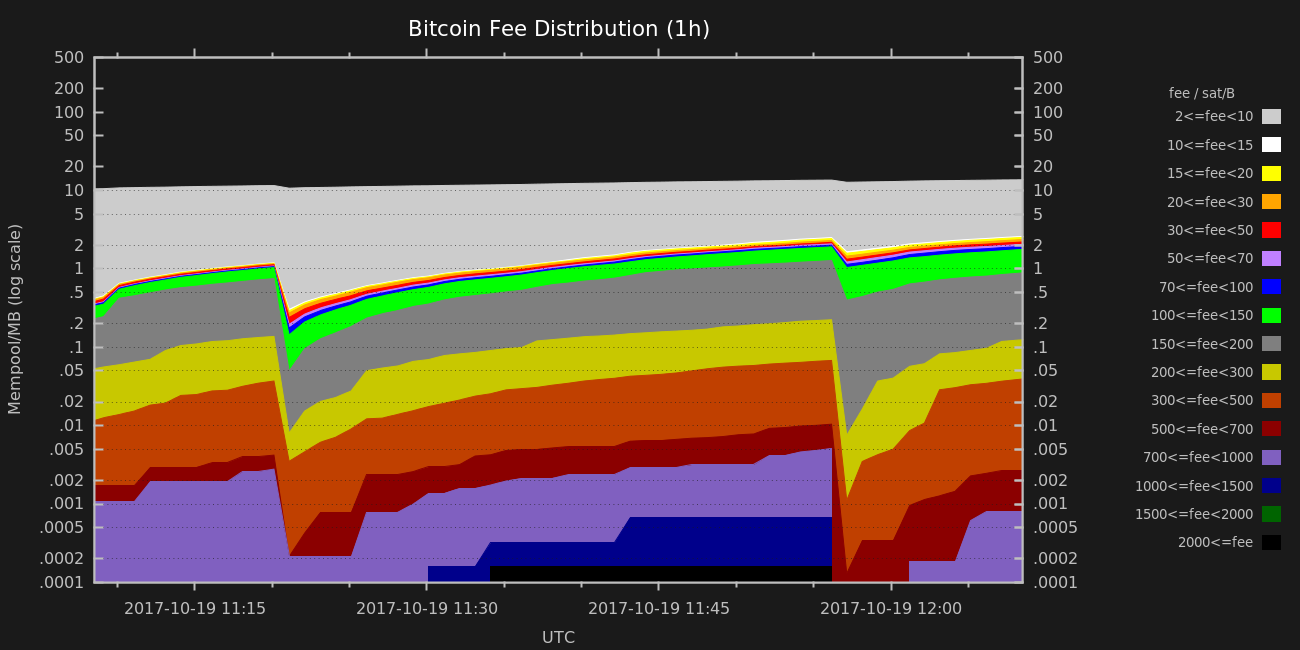 Bitcoin Fee Distribution (1h)
500 500
200 200
100 100
50 50
20 20
10 10
5 5
2 2
1 1
.5 .5
.2 .2
.1 .1
.05 .05
.02 .02
.01 .01
.005 .005
.002 .002
.001 .001
.0005 .0005
.0002 .0002
.0001 .0001
Mempool/MB (log scale)
2017-10-19 11:15 2017-10-19 11:30 2017-10-19 11:45 2017-10-19 12:00
UTC
fee / sat/B
2<=fee<10
10<=fee<15
15<=fee<20
20<=fee<30
30<=fee<50
50<=fee<70
70<=fee<100
100<=fee<150
150<=fee<200
200<=fee<300
300<=fee<500
500<=fee<700
700<=fee<1000
1000<=fee<1500
1500<=fee<2000
2000<=fee